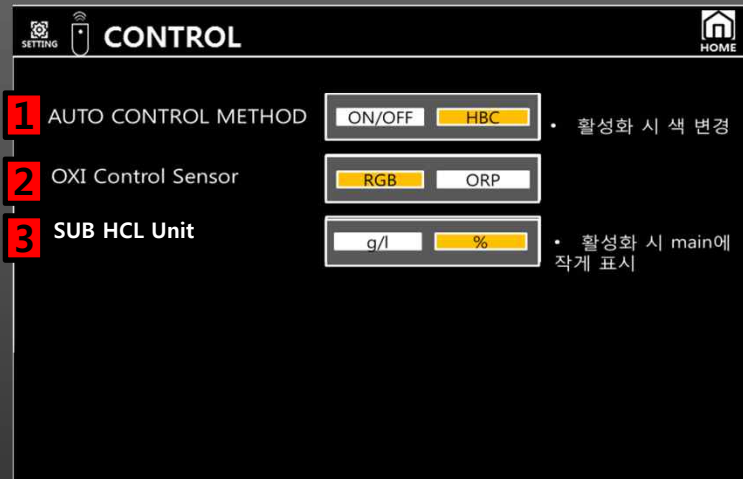 SETTING
CONTROL
HOME
1 AUTO CONTROL METHOD ON/OFF HBC • 활성화 시 색 변경
2 OXI Control Sensor RGB ORP
3 SUB HCL Unit g/l % • 활성화 시 main에
작게 표시